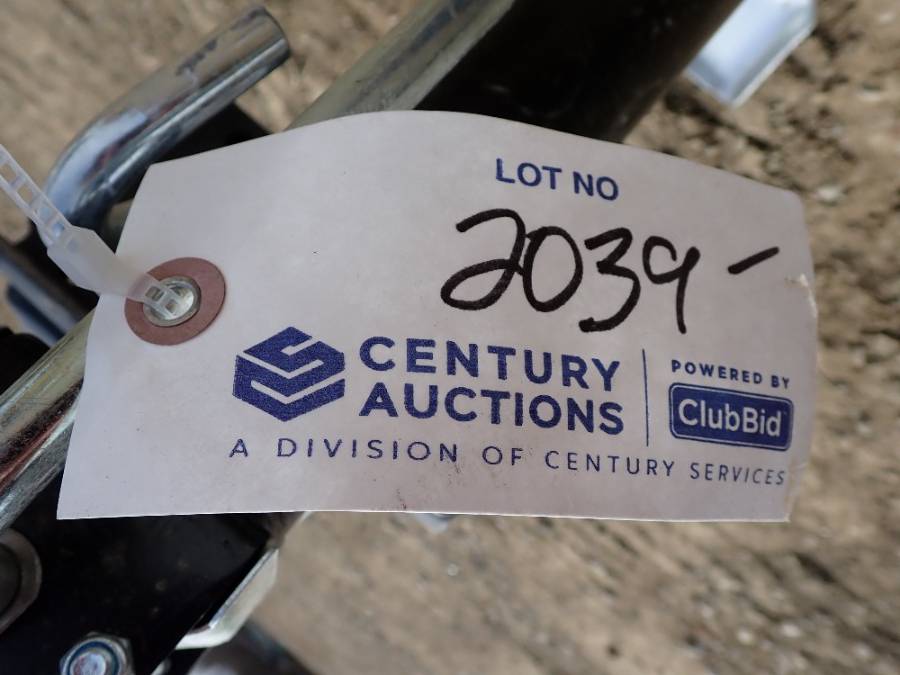 LOT NO
2039-
CENTURY
AUCTIONS
POWERED BY
ClubBid
A DIVISION OF CENTURY SERVICES